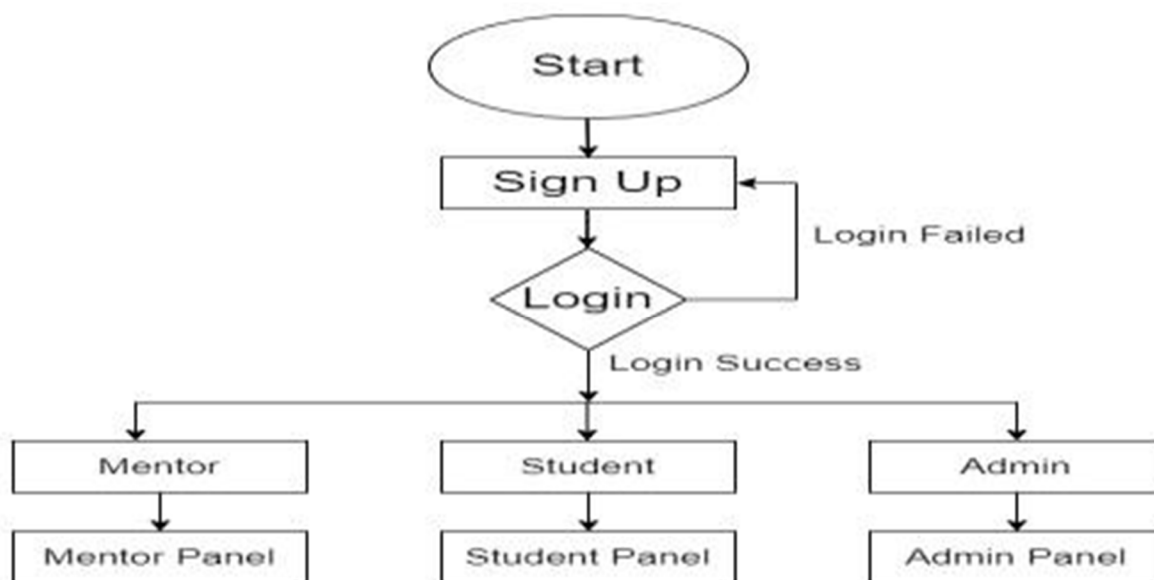 Start
Sign Up
Login Failed
Login
Login Success
Mentor
Student
Admin
Mentor Panel
Student Panel
Admin Panel